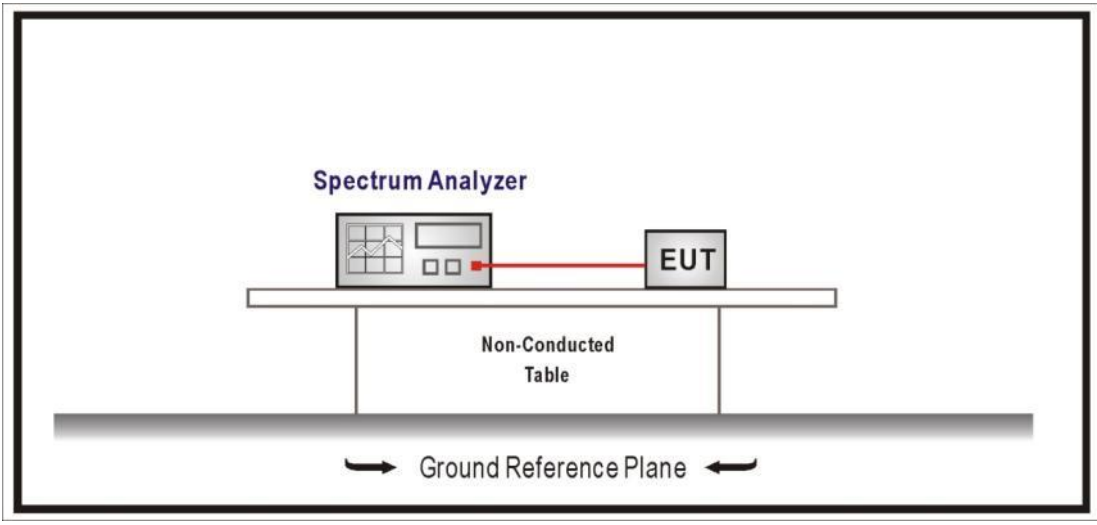 Spectrum Analyzer
EUT
Non-Conducted
Table
Ground Reference Plane